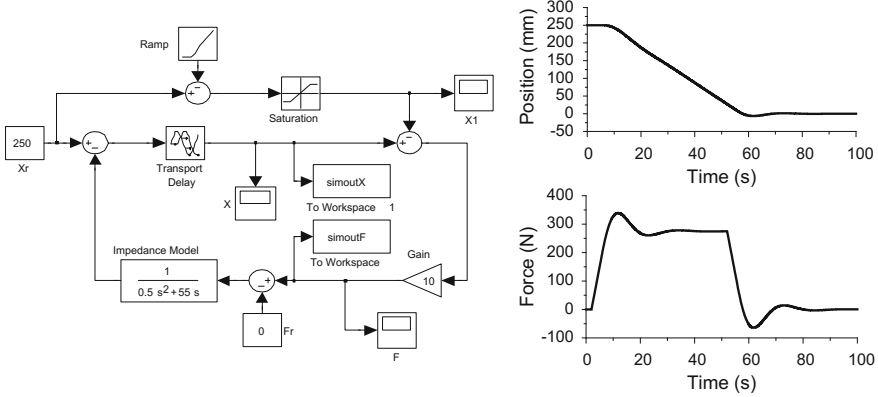 Ramp
Saturation
X1
250
Xr
Transport
Delay
X
simoutX
To Workspace 1
simoutF
To Workspace
Gain
10
Impedance Model
1
0.5 s²+55 s
0
Fr
F
Position (mm)
300
250
200
150
100
50
0
-50
0 20 40 60 80 100
Time (s)
Force (N)
400
300
200
100
0
-100
0 20 40 60 80 100
Time (s)